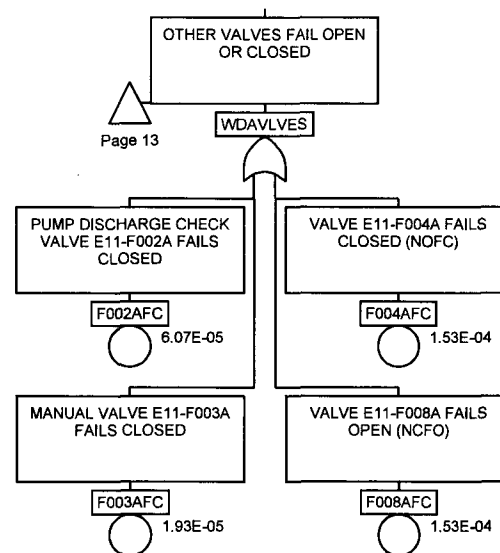 OTHER VALVES FAIL OPEN
OR CLOSED
Page 13
WDAVLVES
PUMP DISCHARGE CHECK
VALVE E11-F002A FAILS
CLOSED
F002AFC
6.07E-05
VALVE E11-F004A FAILS
CLOSED (NOFC)
F004AFC
1.53E-04
MANUAL VALVE E11-F003A
FAILS CLOSED
F003AFC
1.93E-05
VALVE E11-F008A FAILS
OPEN (NCFO)
F008AFC
1.53E-04